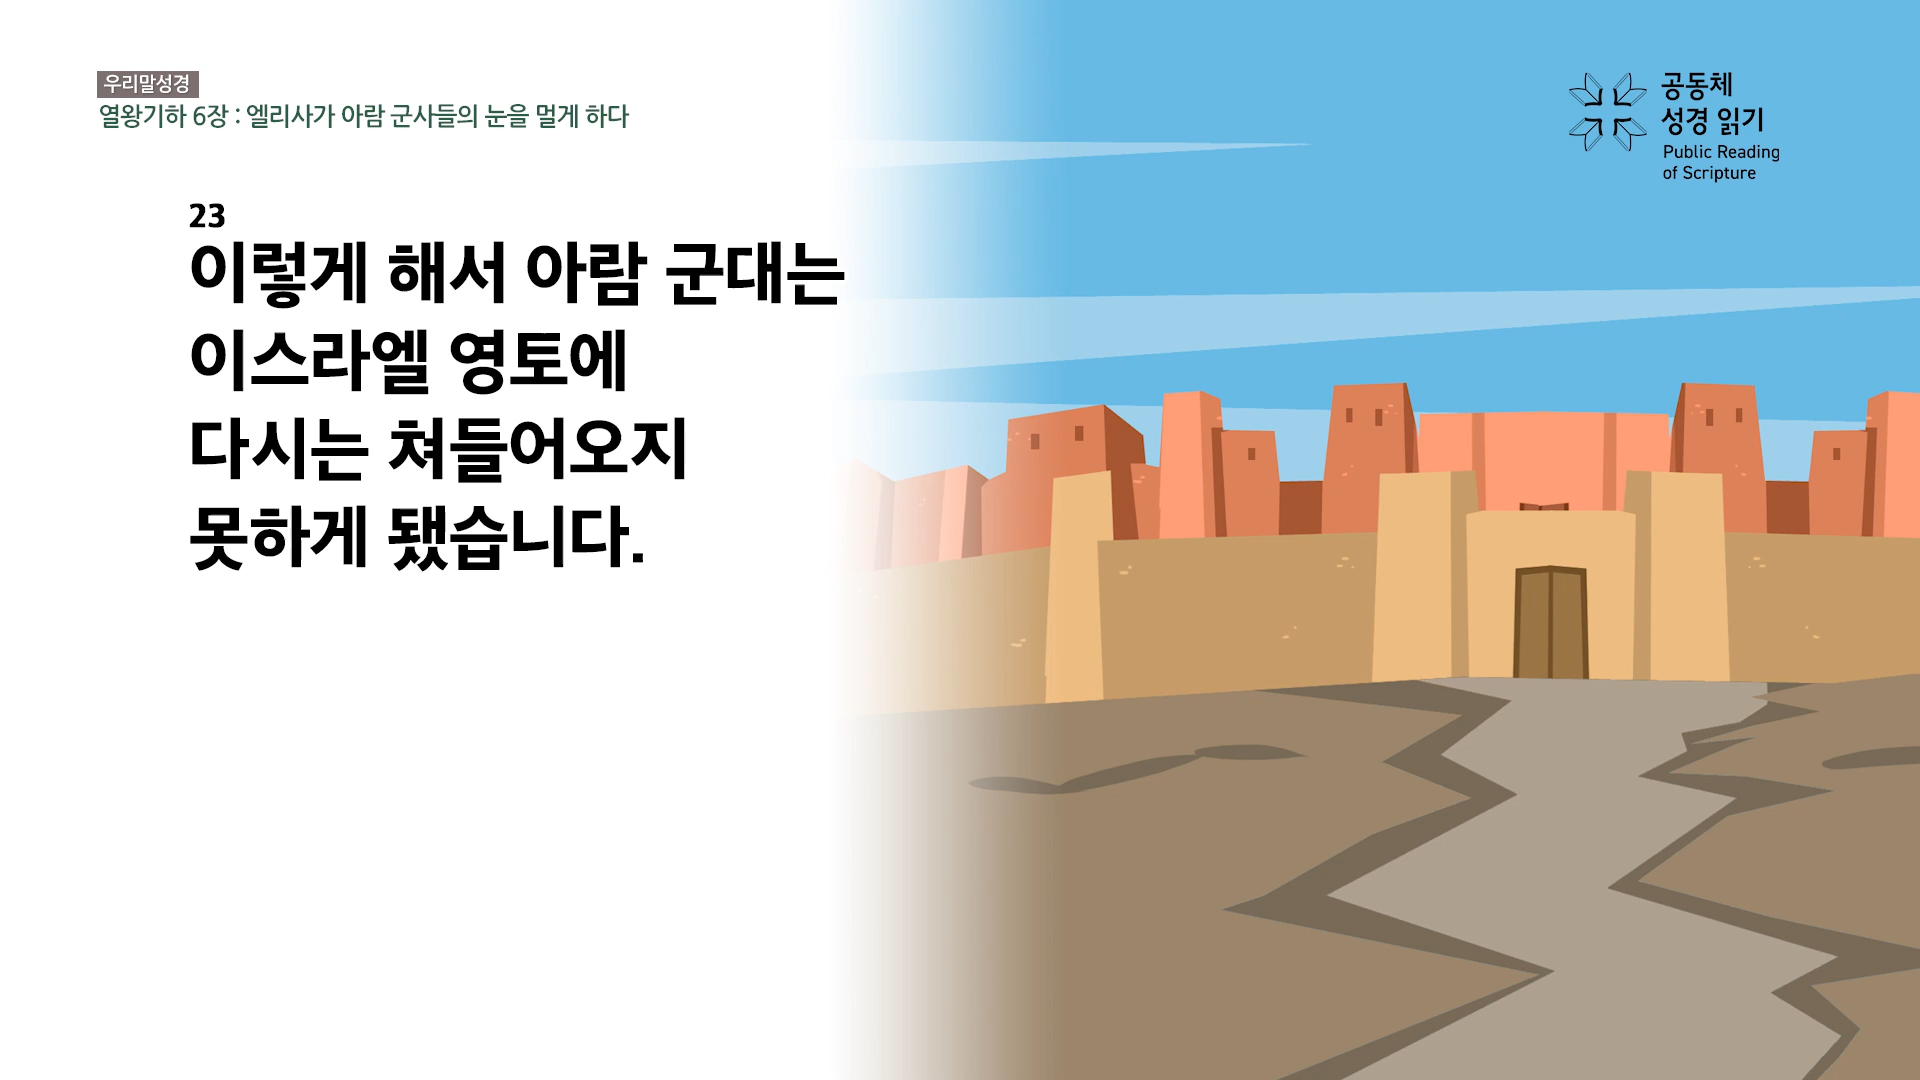 우리말성경
열왕기하 6장 : 엘리사가 아람 군사들의 눈을 멀게 하다
공동체
성경 읽기
Public Reading
of Scripture
23
이렇게 해서 아람 군대는
이스라엘 영토에
다시는 쳐들어오지
못하게 됐습니다.